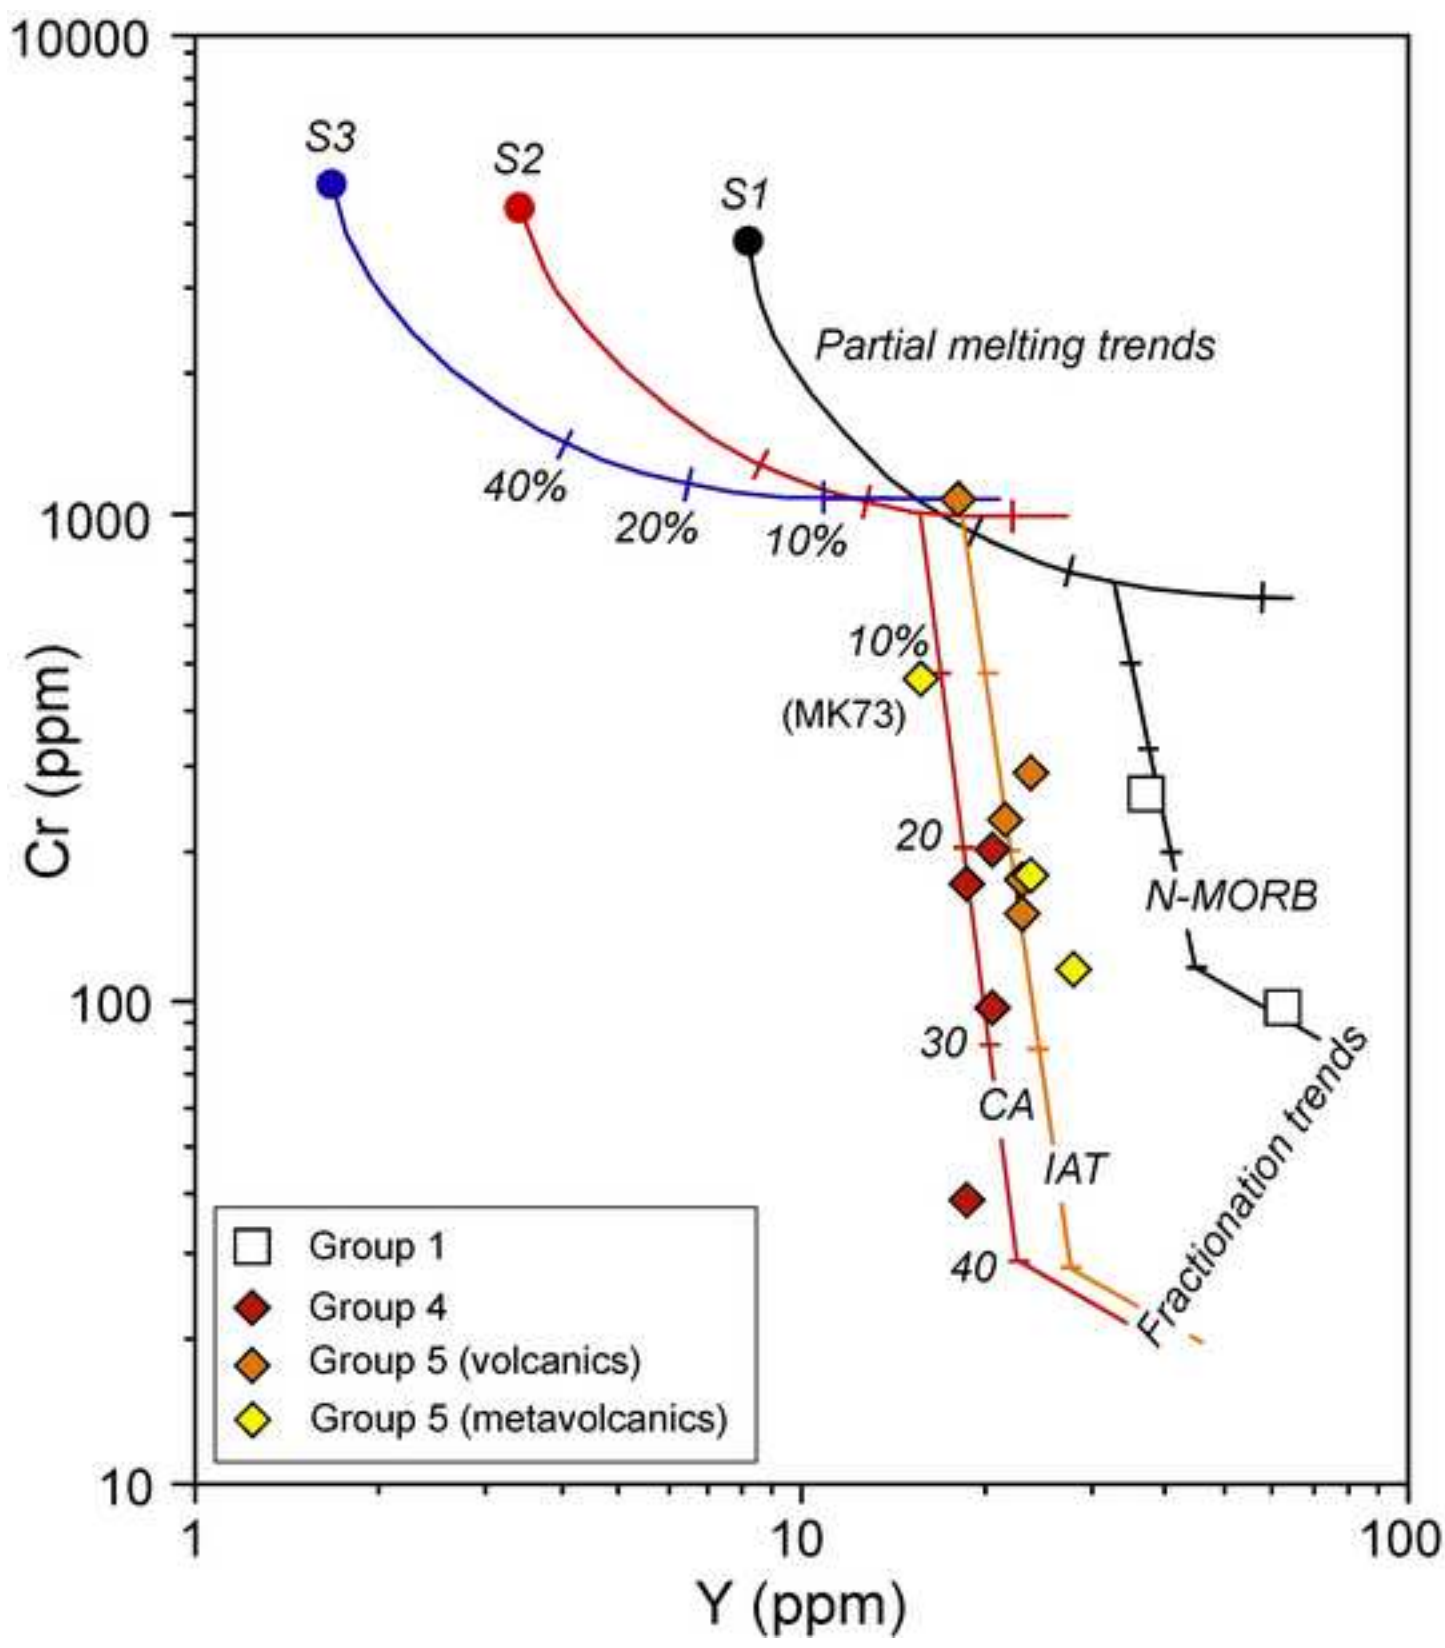 10000
S3
S2
S1
Partial melting trends
40%
1000
20%
10%
10%
(MK73)
Cr (ppm)
20
N-MORB
100
30
CA
IAT
Fractionation trends
40
Group 1
Group 4
Group 5 (volcanics)
Group 5 (metavolcanics)
10
1
10
100
Y (ppm)